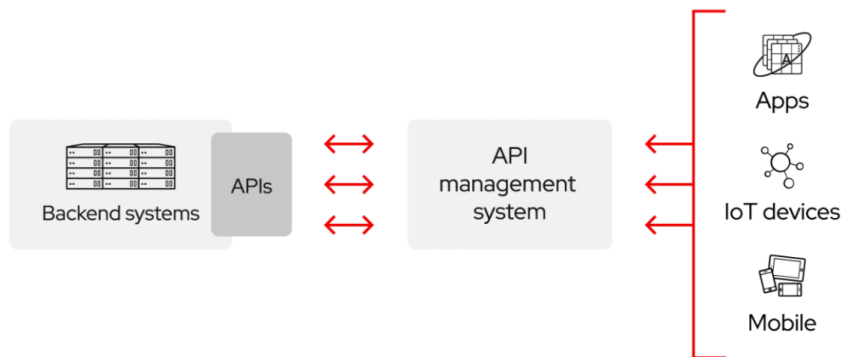 Backend systems
APIs
API
management
system
A
Apps
IoT devices
Mobile